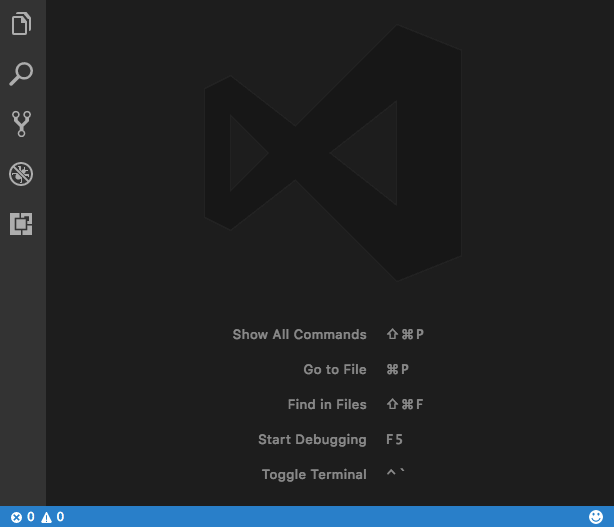 Show All Commands ⇧⌘P
Go to File ⌘P
Find in Files ⇧⌘F
Start Debugging F5
Toggle Terminal ^`
0 0